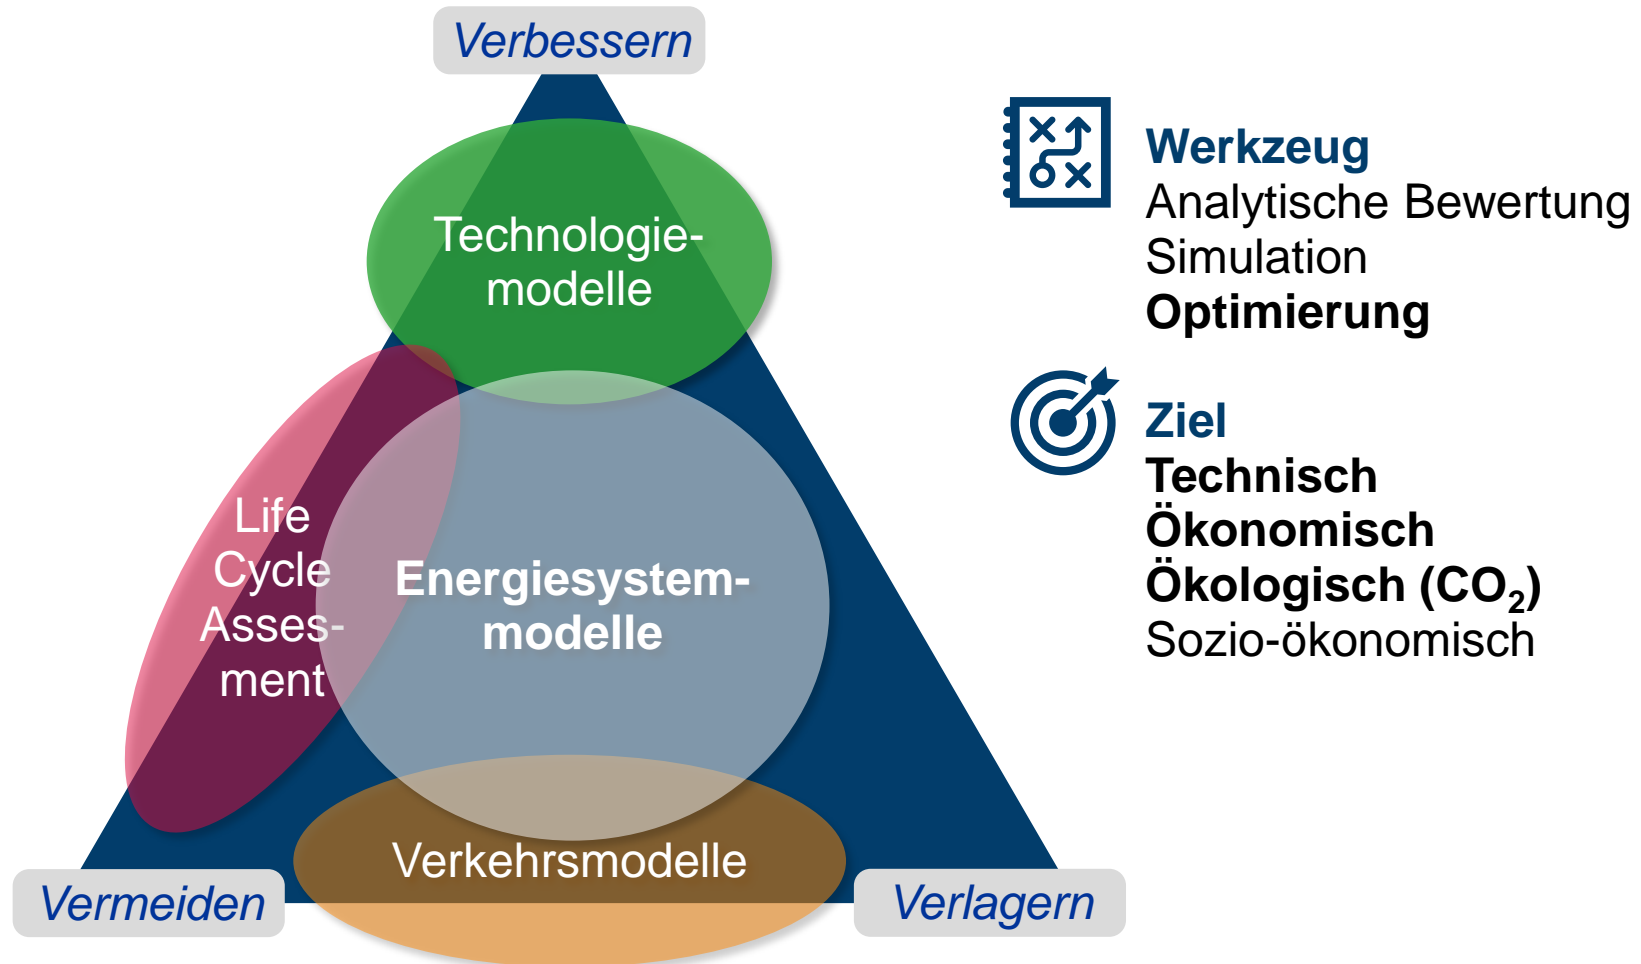 Verbessern
Technologie-
modelle
Life
Cycle
Asses-
ment
Energiesystem-
modelle
Verkehrsmodelle
Vermeiden
Verlagern
Werkzeug
Analytische Bewertung
Simulation
Optimierung
Ziel
Technisch
Ökonomisch
Ökologisch (CO₂)
Sozio-ökonomisch